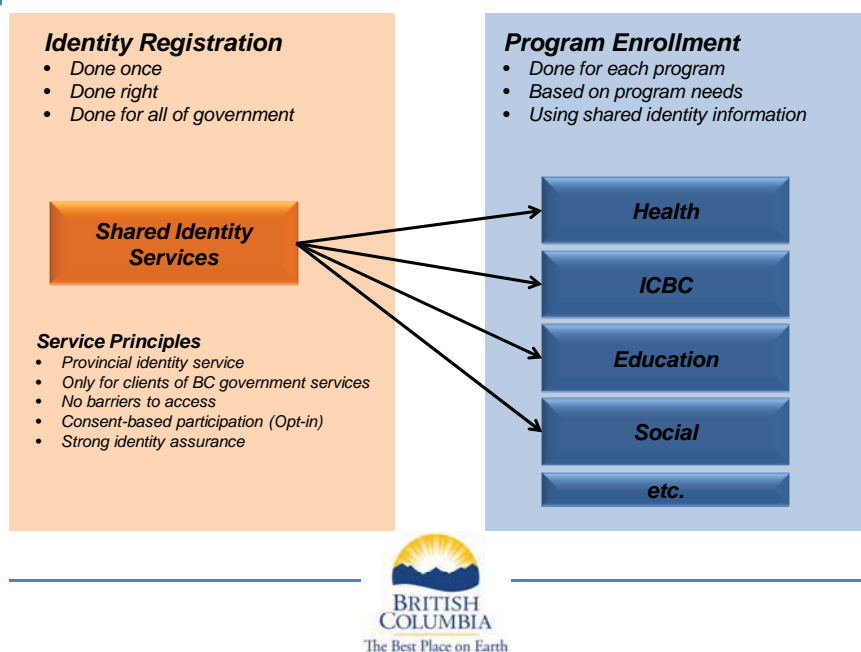 Identity Registration
• Done once
• Done right
• Done for all of government
Shared Identity
Services
Service Principles
• Provincial identity service
• Only for clients of BC government services
• No barriers to access
• Consent-based participation (Opt-in)
• Strong identity assurance
Program Enrollment
• Done for each program
• Based on program needs
• Using shared identity information
Health
ICBC
Education
Social
etc.
BRITISH
COLUMBIA
The Best Place on Earth